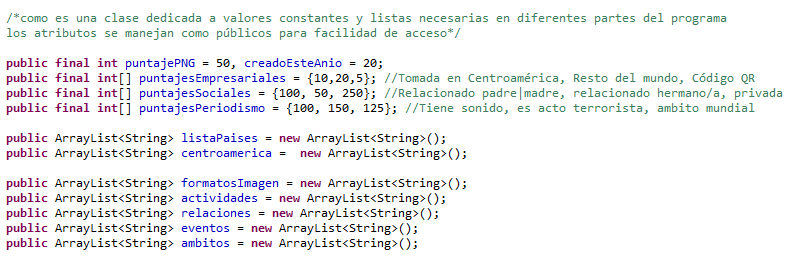 /*como es una clase dedicada a valores constantes y listas necesarias en diferentes partes del programa
los atributos se manejan como públicos para facilidad de acceso*/
public final int puntajePNG = 50, creadoEsteAnio = 20;
public final int[] puntajesEmpresariales = {10,20,5}; //Tomada en Centroamérica, Resto del mundo, Código QR
public final int[] puntajesSociales = {100, 50, 250}; //Relacionado padre|madre, relacionado hermano/a, privada
public final int[] puntajesPeriodismo = {100, 150, 125}; //Tiene sonido, es acto terrorista, ambito mundial
public ArrayList<String> listaPaises = new ArrayList<String>();
public ArrayList<String> centroamerica =  new ArrayList<String>();
public ArrayList<String> formatosImagen = new ArrayList<String>();
public ArrayList<String> actividades = new ArrayList<String>();
public ArrayList<String> relaciones = new ArrayList<String>();
public ArrayList<String> eventos = new ArrayList<String>();
public ArrayList<String> ambitos = new ArrayList<String>();